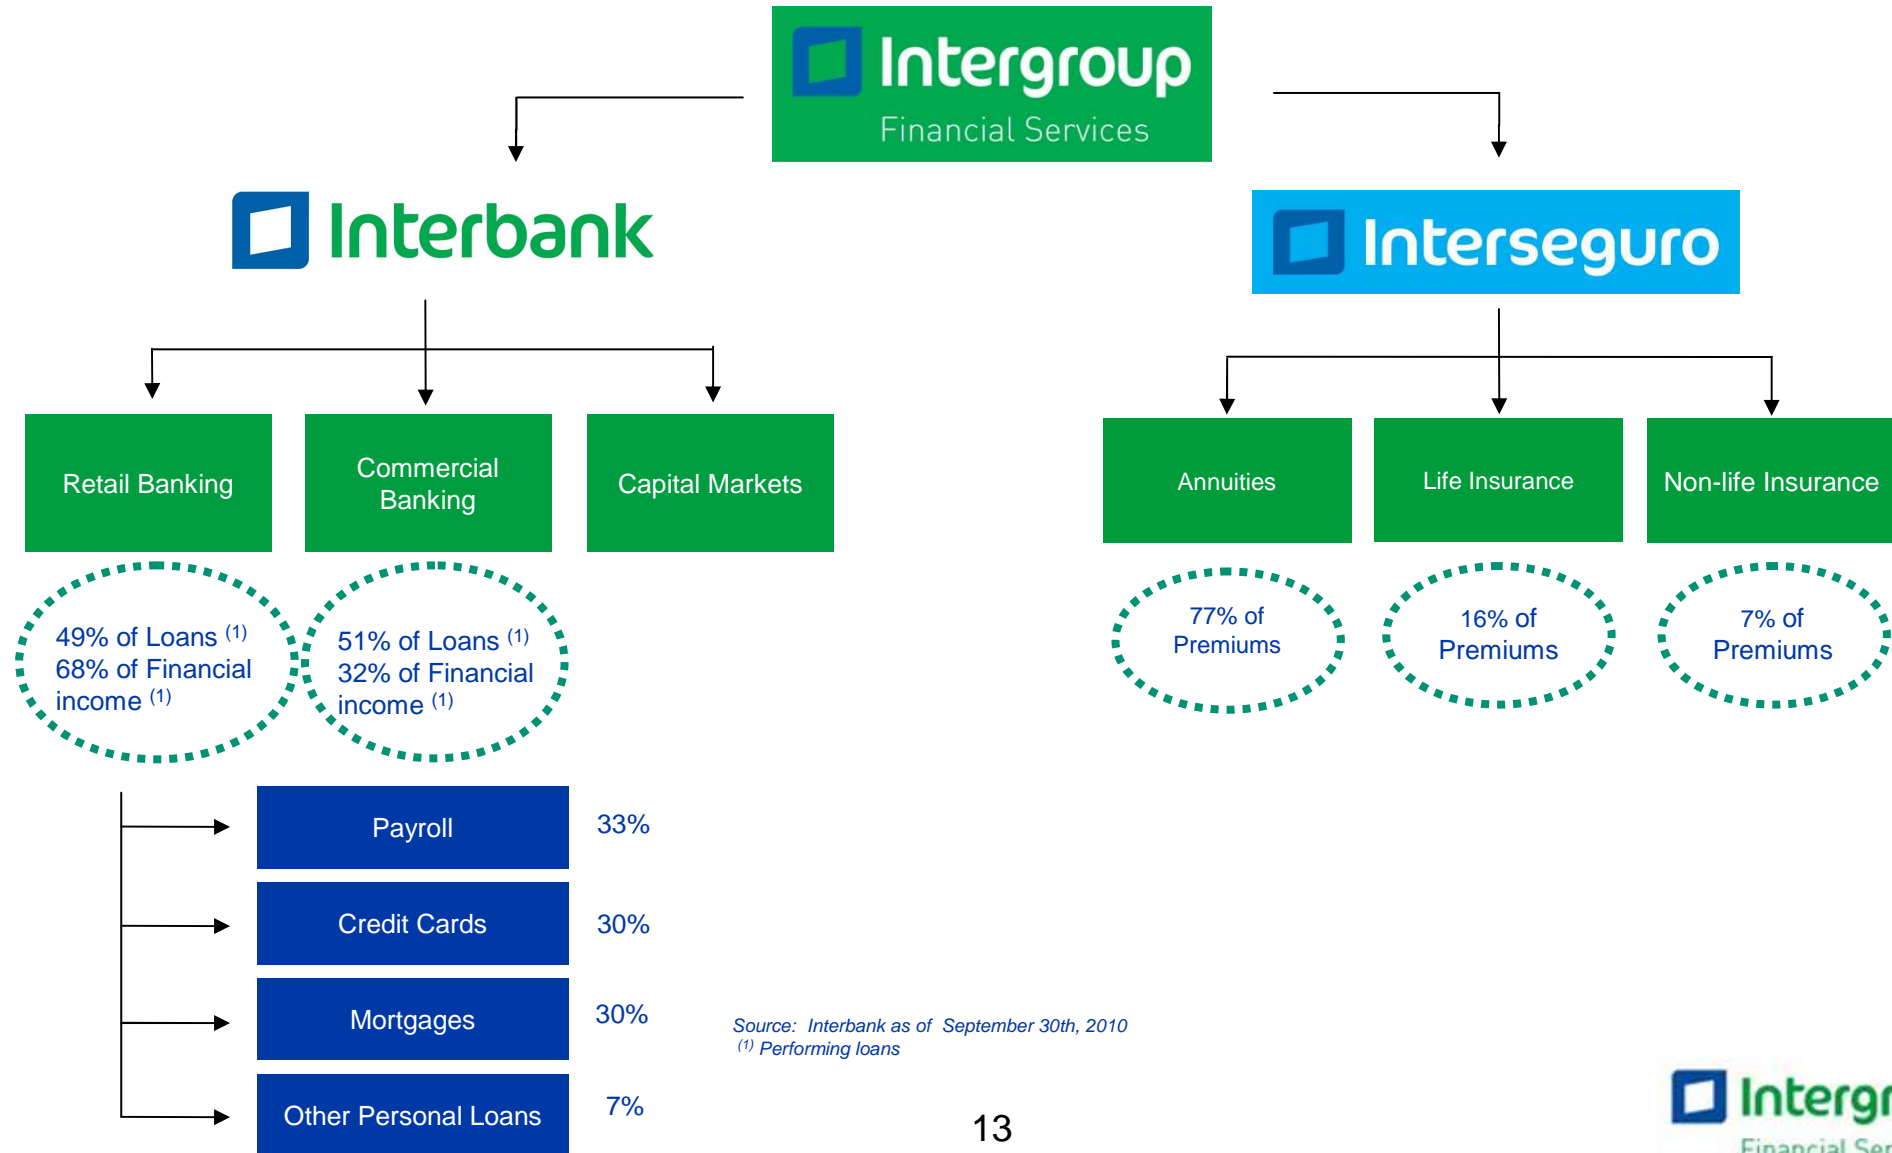 Intergroup
Financial Services
Interbank
Interseguro
Retail Banking
Commercial
Banking
Capital Markets
Annuities
Life Insurance
Non-life Insurance
49% of Loans (1)
68% of Financial
income (1)
51% of Loans (1)
32% of Financial
income (1)
77% of
Premiums
16% of
Premiums
7% of
Premiums
Payroll
33%
Credit Cards
30%
Mortgages
30%
Other Personal Loans
7%
Source: Interbank as of September 30th, 2010
(1) Performing loans
13
Intergr
Financial Ser